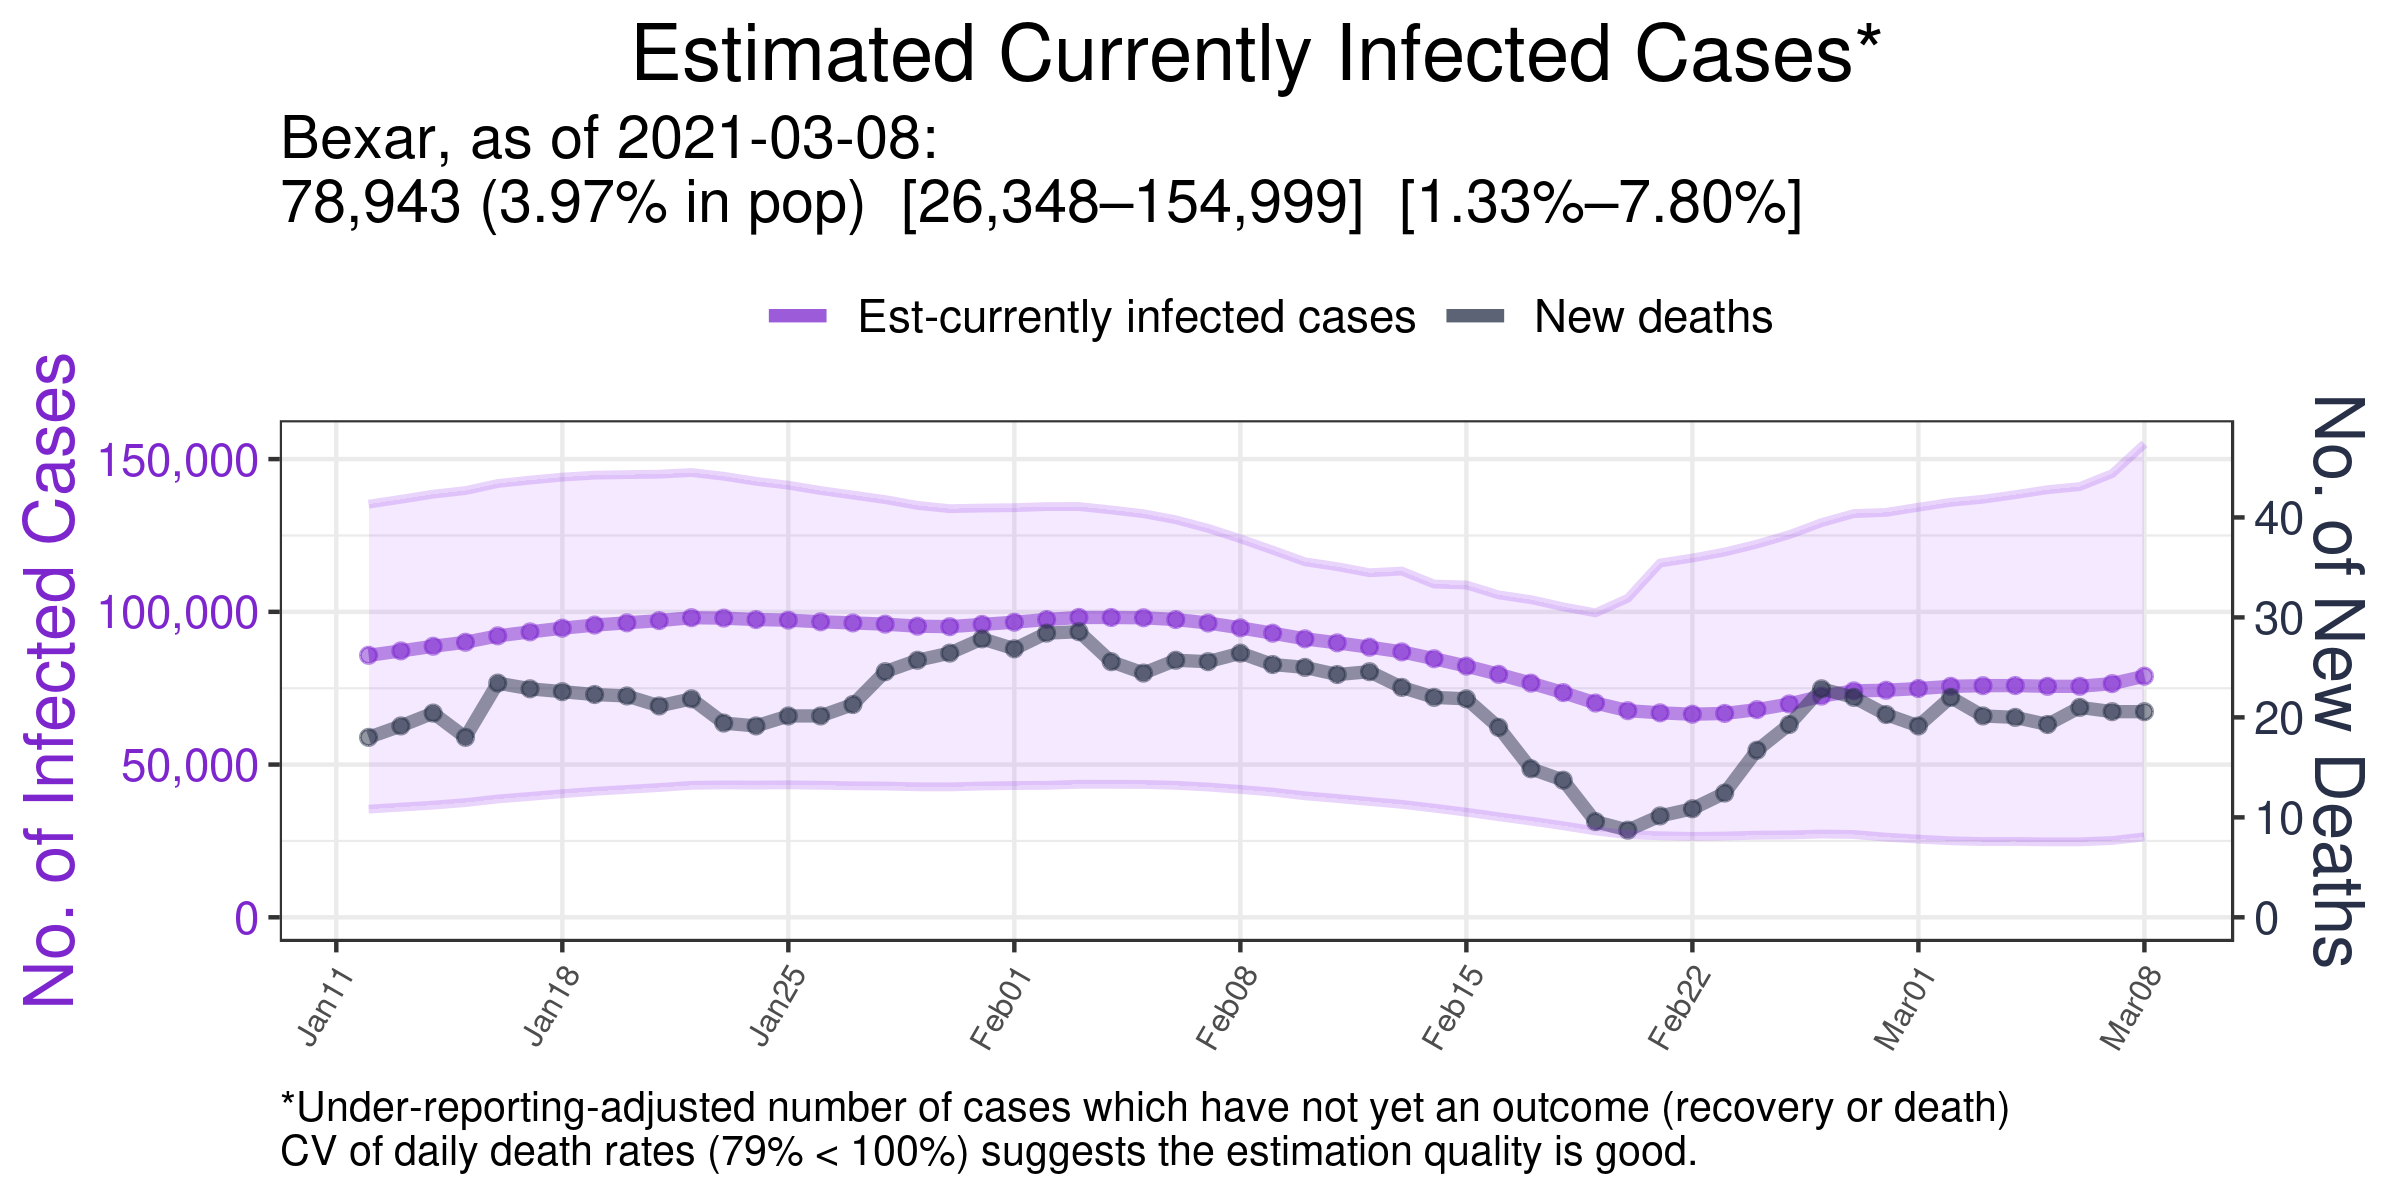 Estimated Currently Infected Cases*
Bexar, as of 2021-03-08:
78,943 (3.97% in pop)  [26,348–154,999]  [1.33%–7.80%]
Est-currently infected cases
New deaths
No. of Infected Cases
150,000
100,000
50,000
0
No. of New Deaths
40
30
20
10
0
Jan11
Jan18
Jan25
Feb01
Feb08
Feb15
Feb22
Mar01
Mar08
*Under-reporting-adjusted number of cases which have not yet an outcome (recovery or death)
CV of daily death rates (79% < 100%) suggests the estimation quality is good.